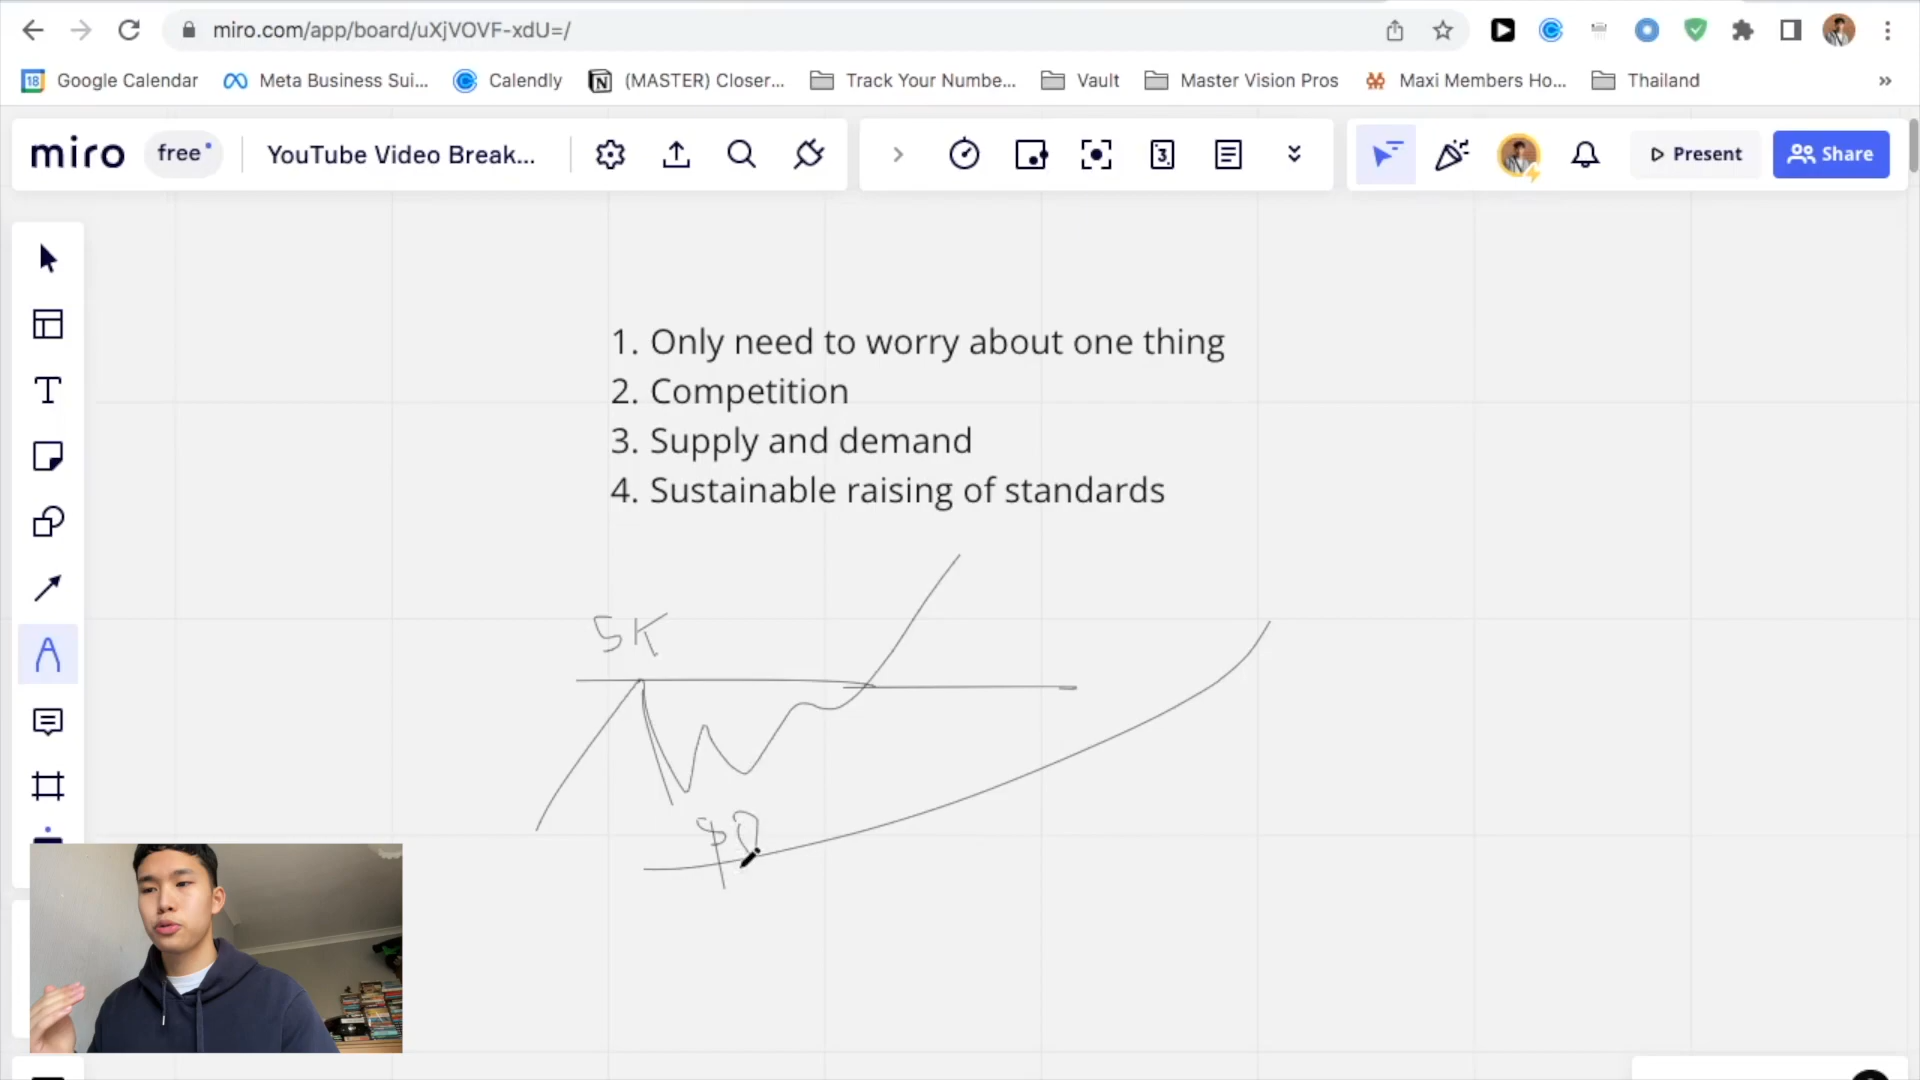 miro.com/app/board/uXjVOVF-xdU=/
18 Google Calendar Meta Business Sui... Calendly (MASTER) Closer... Track Your Numbe... Vault Master Vision Pros Maxi Members Ho... Thailand »
miro free YouTube Video Break... 3 Present Share
1. Only need to worry about one thing
2. Competition
3. Supply and demand
4. Sustainable raising of standards
5K
$0